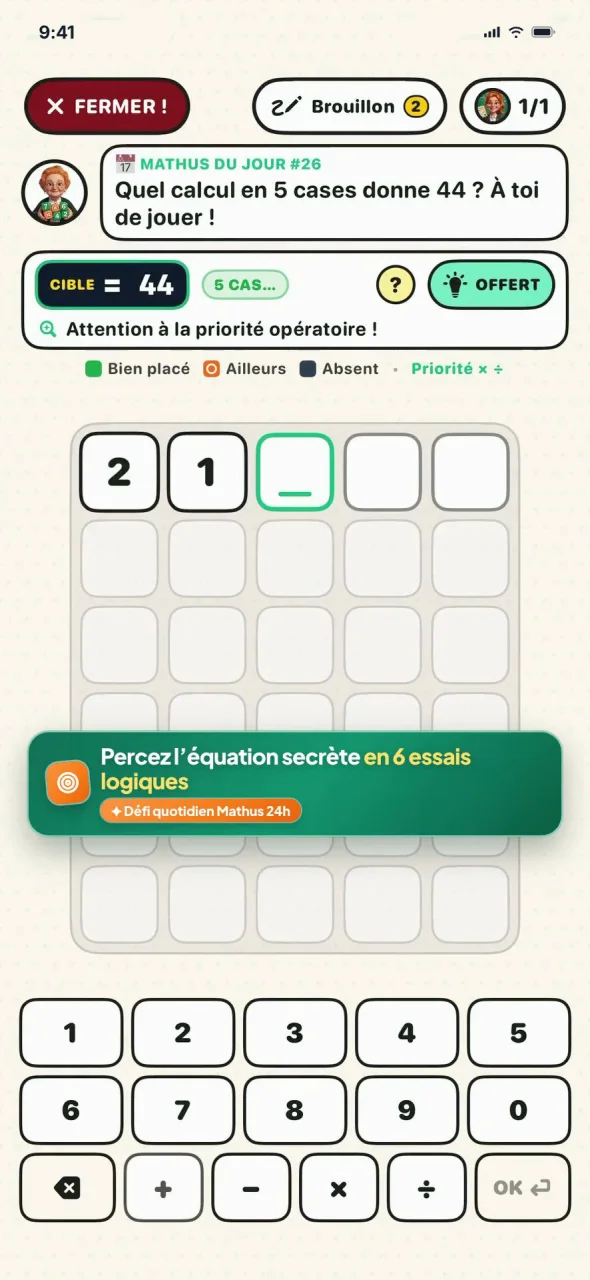 9:41
✕ FERMER !
Brouillon 2
1/1
17 MATHUS DU JOUR #26
Quel calcul en 5 cases donne 44 ? À toi
de jouer !
CIBLE = 44
5 CAS...
?
OFFERT
Attention à la priorité opératoire !
Bien placé Ailleurs Absent • Priorité × ÷
2 1 _
Percez l'équation secrète en 6 essais
logiques
✦ Défi quotidien Mathus 24h
1 2 3 4 5
6 7 8 9 0
+ − × ÷ OK ↵